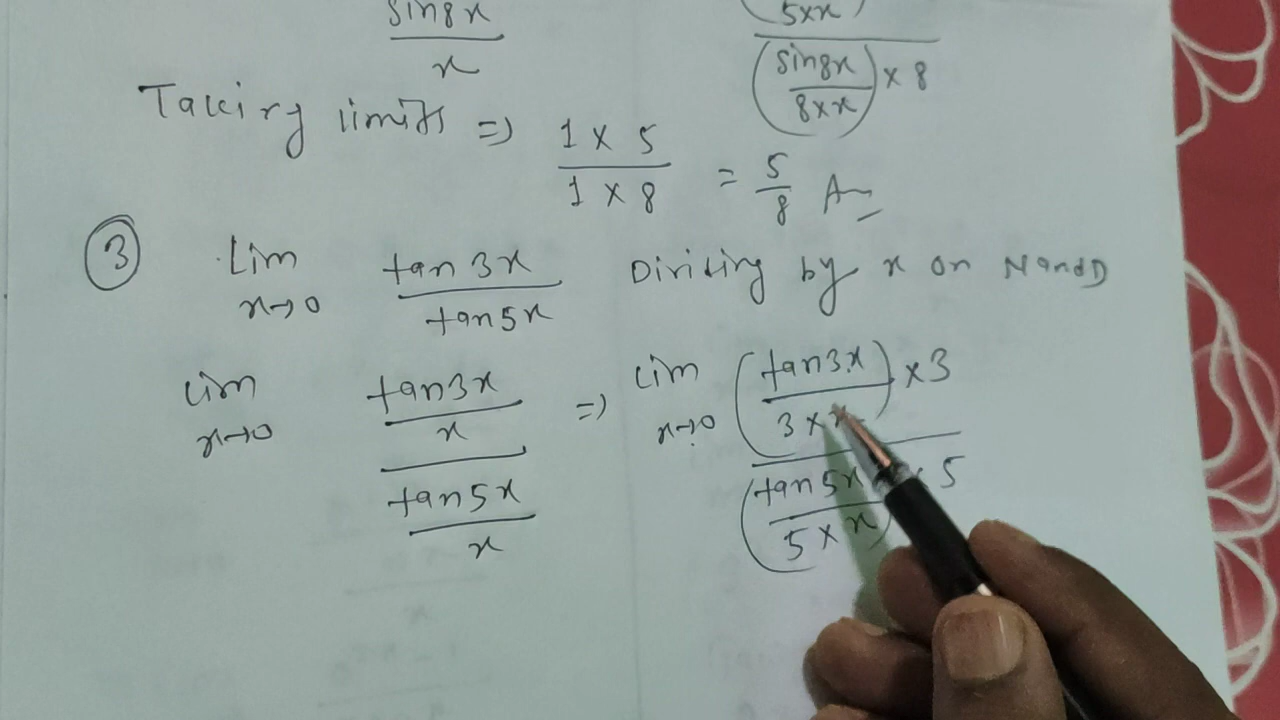 sin8x / x
(5×x) / (sin8x / 8×x) × 8
Taking limits => 1 × 5 / 1 × 8 = 5/8 Ans
③ Lim x→0 tan3x / tan5x Dividing by x on N and D
Lim x→0 (tan3x / x) / (tan5x / x) => Lim x→0 (tan3x / 3×x) × 3 / (tan5x / 5×x) × 5